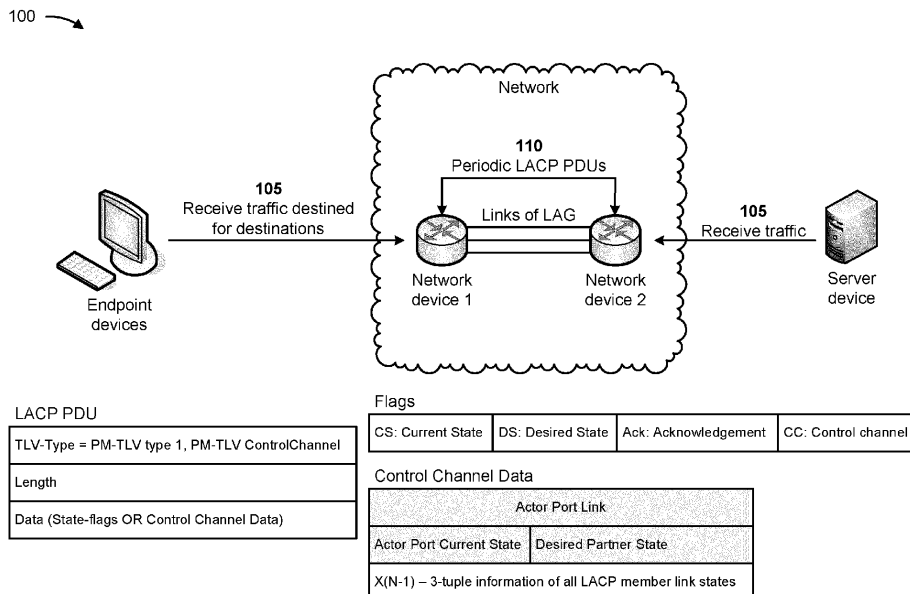 100
Network
110
Periodic LACP PDUs
105
Receive traffic destined
for destinations
Links of LAG
105
Receive traffic
Endpoint
devices
Network
device 1
Network
device 2
Server
device
LACP PDU
TLV-Type = PM-TLV type 1, PM-TLV ControlChannel
Length
Data (State-flags OR Control Channel Data)
Flags
CS: Current State
DS: Desired State
Ack: Acknowledgement
CC: Control channel
Control Channel Data
Actor Port Link
Actor Port Current State
Desired Partner State
X(N-1) – 3-tuple information of all LACP member link states